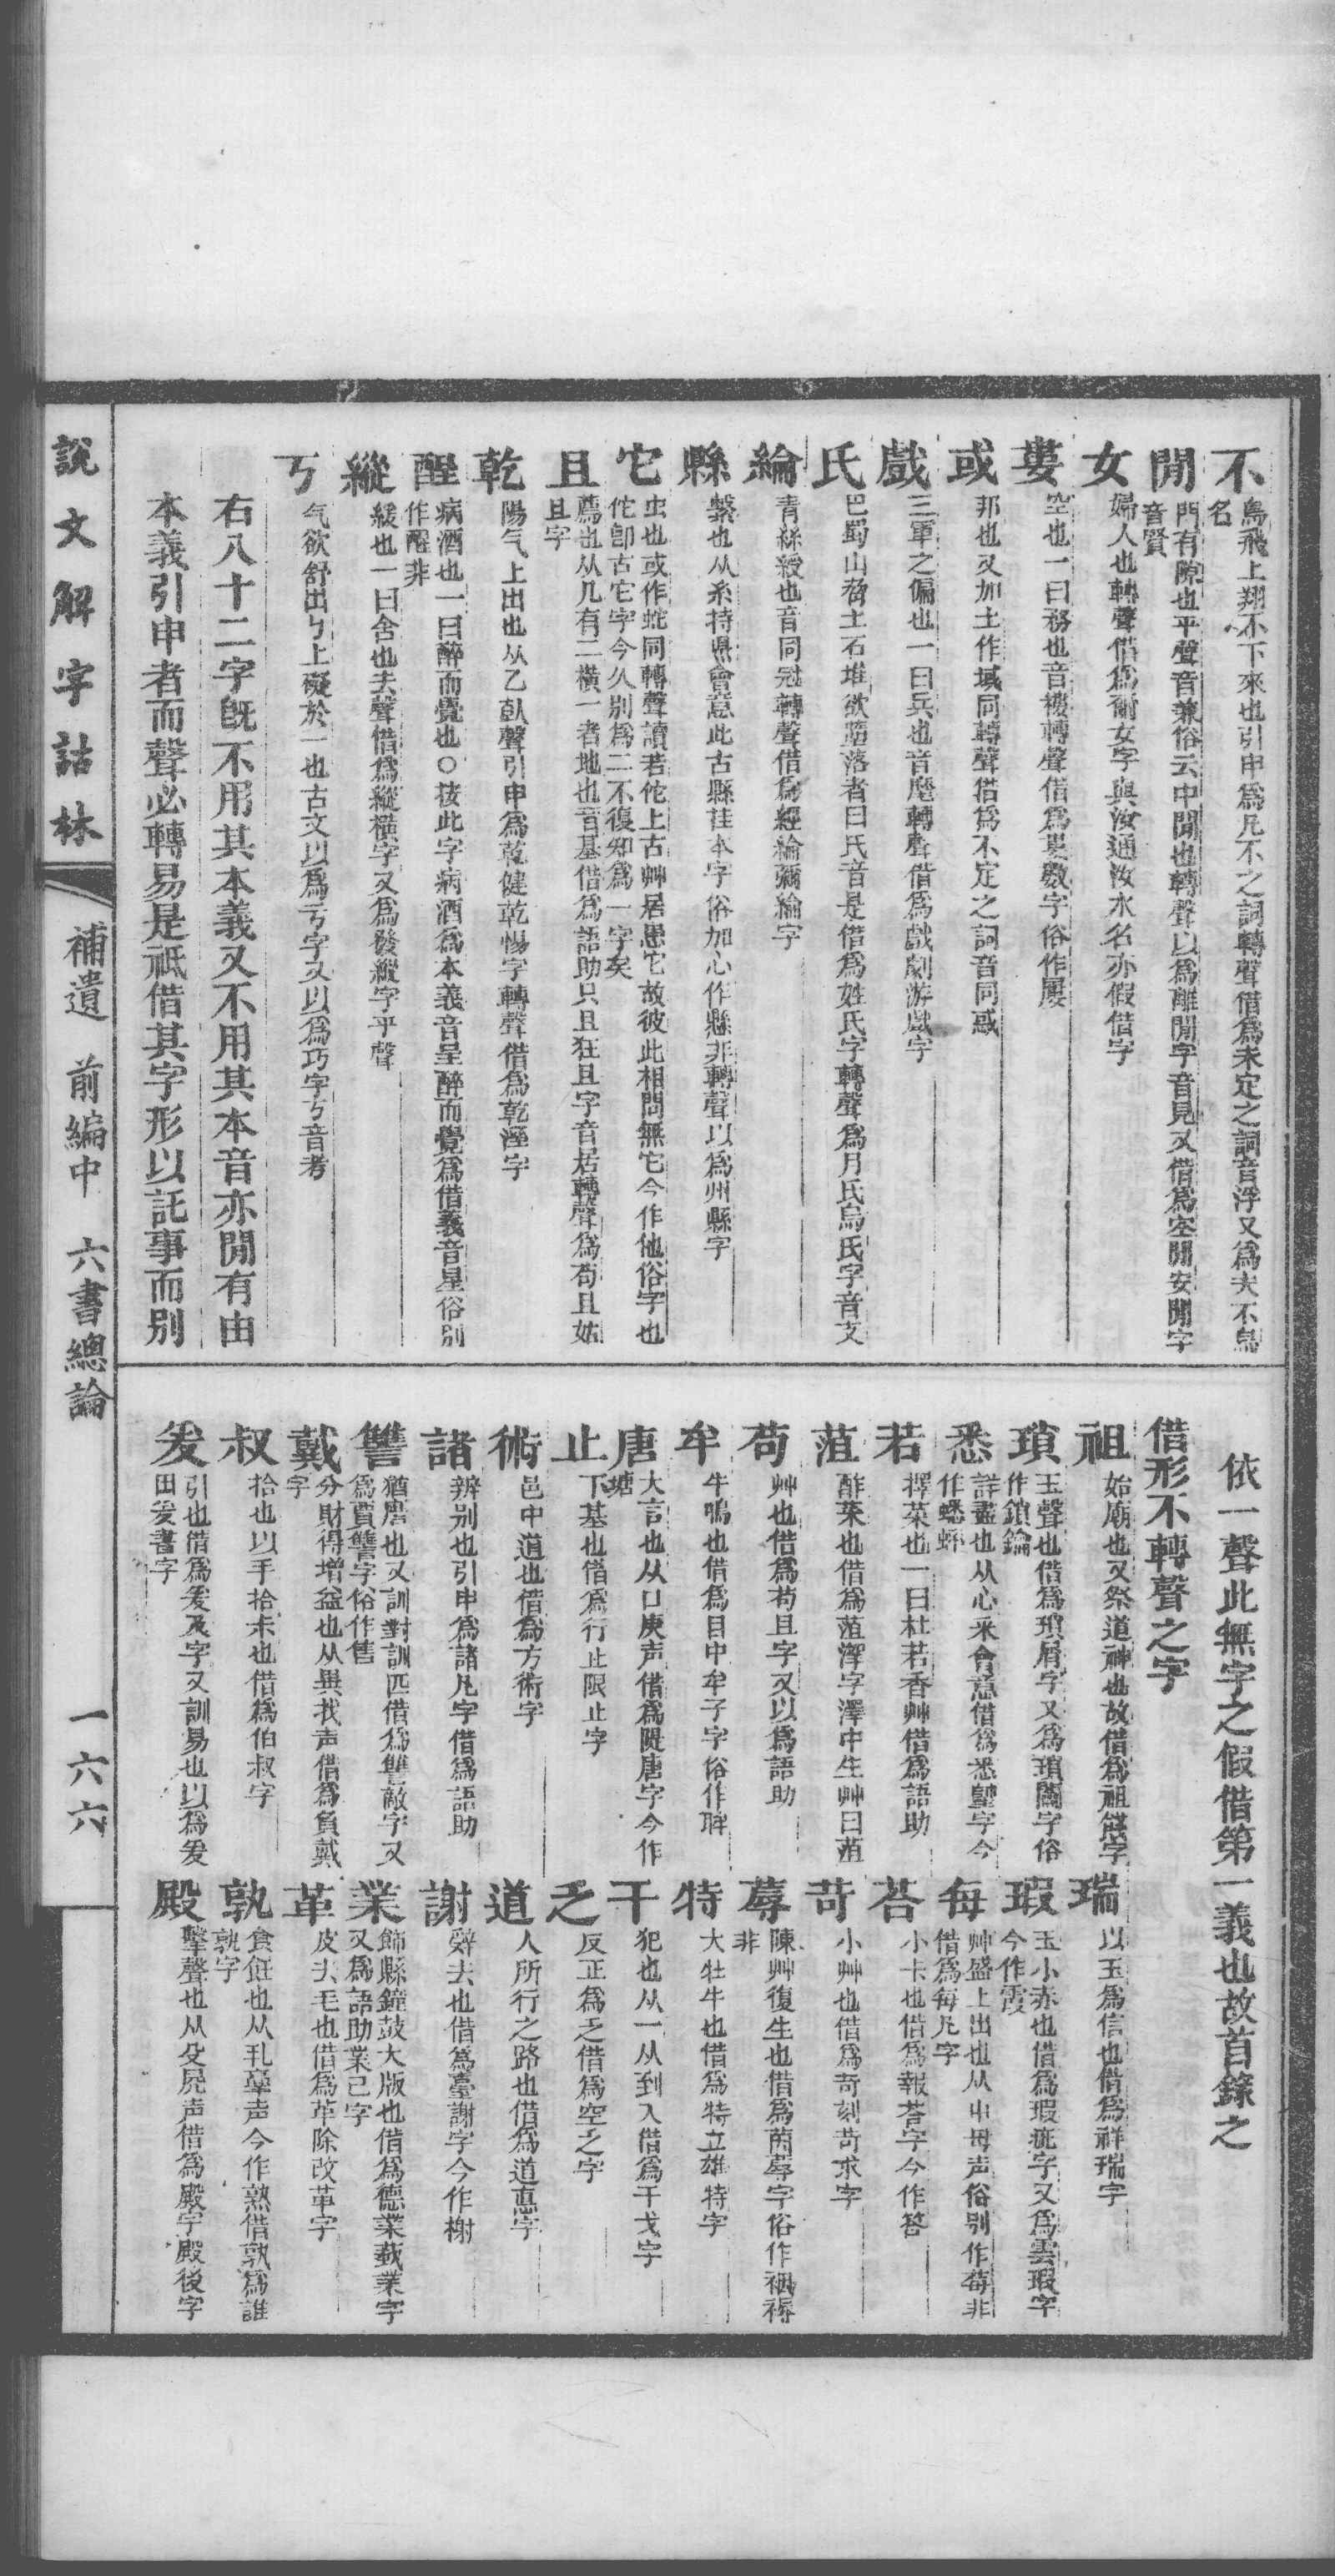 不 鳥飛上翔不下來也引申爲凡不之詞轉聲借爲未定之詞音浮又爲夫不鳥
名
閒 門有隙也平聲音兼俗云中閒也轉聲以爲離閒字音見又借爲空閒安閒字
音賢
女 婦人也轉聲借爲爾女字與汝通汝水名亦假借字
婁 空也一曰務也音樓轉聲借爲婁數字俗作屢
或 邦也又加土作域同轉聲借爲不定之詞音同惑
戲 三軍之偏也一曰兵也音麾轉聲借爲戲劇游戲字
氏 巴蜀山𦙍土石堆欲墮落者曰氏音是借爲姓氏字轉聲爲月氏烏氏字音支
綸 青絲綬也音同冠轉聲借爲經綸彌綸字
縣 繫也从系持県會意此古縣挂本字俗加心作懸非轉聲以爲州縣字
它 虫也或作蛇同轉聲讀若佗上古艸居患它故彼此相問無它今作他俗字也
佗卽古它字今久别爲二不復知爲一字矣
且 薦也从几有二横一者地也音基借爲語助只且狂且字音居轉聲爲苟且姑
且字
乾 陽气上出也从乙倝聲引申爲乾健乾惕字轉聲借爲乾溼字
酲 病酒也一曰醉而覺也○按此字病酒爲本義音呈醉而覺爲借義音星俗别
作醒非
縱 緩也一曰舍也去聲借爲縱橫字又爲發縱字平聲
丂 气欲舒出㇉上礙於一也古文以爲亏字又以爲巧字丂音考
右八十二字既不用其本義又不用其本音亦閒有由
本義引申者而聲必轉易是祇借其字形以託事而别
依一聲此無字之假借第一義也故首錄之
借形不轉聲之字
祖 始廟也又祭道神也故借爲祖餞字
瑞 以玉爲信也借爲祥瑞字
瑣 玉聲也借爲瑣屑字又爲瑣闥字俗
作鎖鑰
瑕 玉小赤也借爲瑕疵字又爲雲瑕字
今作霞
悉 詳盡也从心釆會意借爲悉蟀字今
作蟋蟀
每 艸盛上出也从屮母声俗别作莓非
借爲每凡字
若 擇菜也一曰杜若香艸借爲語助
荅 小尗也借爲報荅字今作答
菹 酢菜也借爲菹澤字澤中生艸曰菹
苛 小艸也借爲苛刻苛求字
苟 艸也借爲苟且字又以爲語助
蓐 陳艸復生也借爲茵蓐字俗作裀褥
非
牟 牛鳴也借爲目中牟子字俗作眸
特 大牡牛也借爲特立雄特字
唐 大言也从口庚声借爲隄唐字今作
塘
干 犯也从一从到入借爲干戈字
止 下基也借爲行止限止字
乏 反正爲乏借爲空乏字
術 邑中道也借爲方術字
道 人所行之路也借爲道悳字
諸 辨别也引申爲諸凡字借爲語助
謝 辤去也借爲臺謝字今作榭
讐 猶譍也又訓對訓匹借爲讐敵字又
爲賈讐字俗作售
業 飾縣鐘鼓大版也借爲德業蓺業字
又爲語助業已字
戴 分財得增益也从異𢦏声借爲負戴
字
革 皮去毛也借爲革除改革字
叔 拾也以手拾尗也借爲伯叔字
孰 食飪也从丮𦎫声今作熟借孰爲誰
孰字
爰 引也借爲爰及字又訓易也以爲爰
田爰書字
殿 擊聲也从殳𡱒声借爲殿宇殿後字
說文解字詁林 補遺 前編中 六書總論 一六六